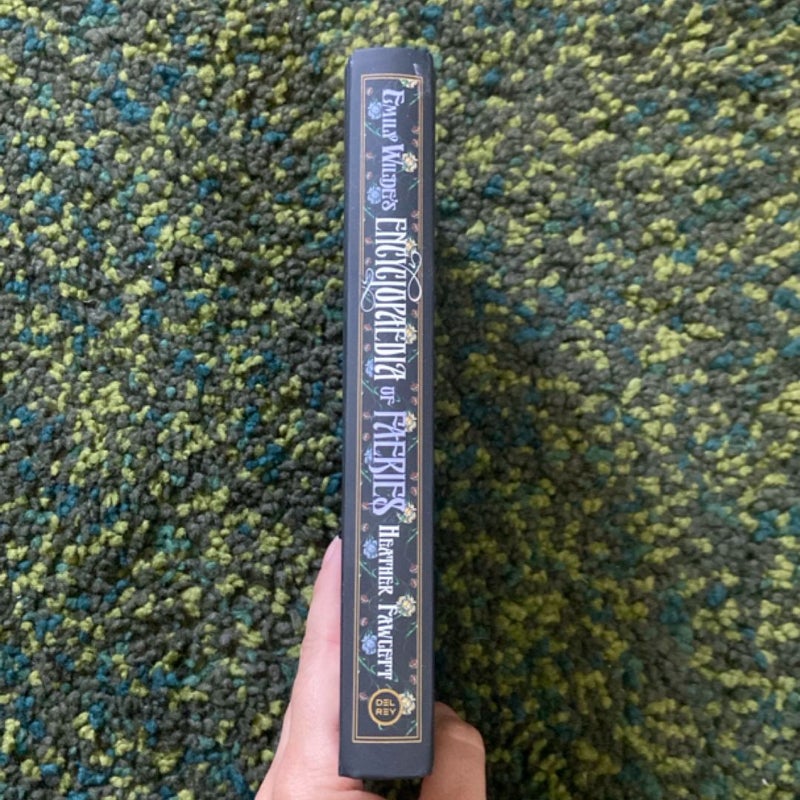 Emily Wilde's ENCYCLOPAEDIA OF FAERIES
HEATHER FAWCETT
DEL
REY